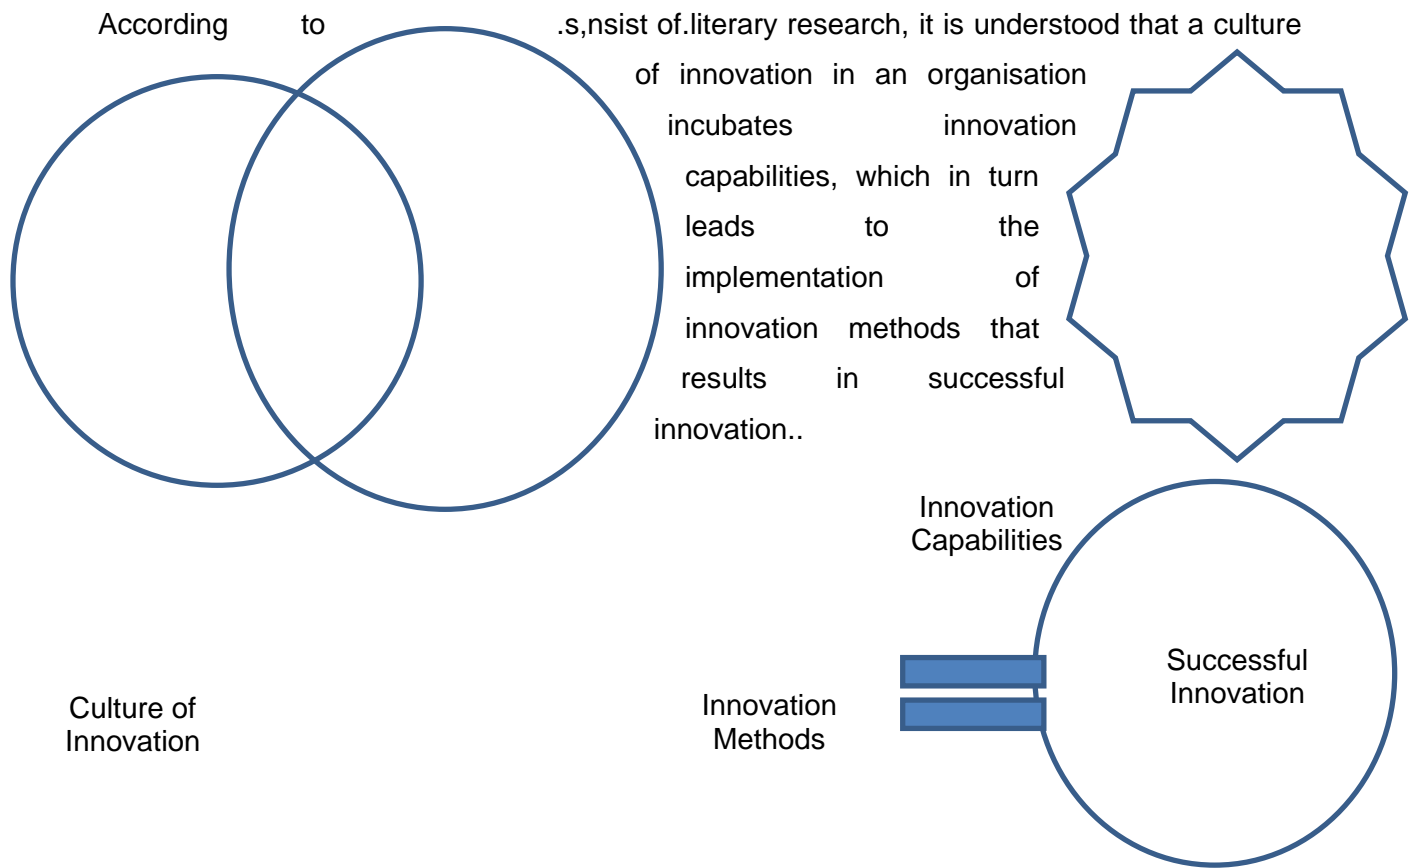 According to .s,nsist of.literary research, it is understood that a culture
of innovation in an organisation
incubates innovation
capabilities, which in turn
leads to the
implementation of
innovation methods that
results in successful
innovation..
Innovation
Capabilities
Successful
Innovation
Culture of
Innovation
Innovation
Methods